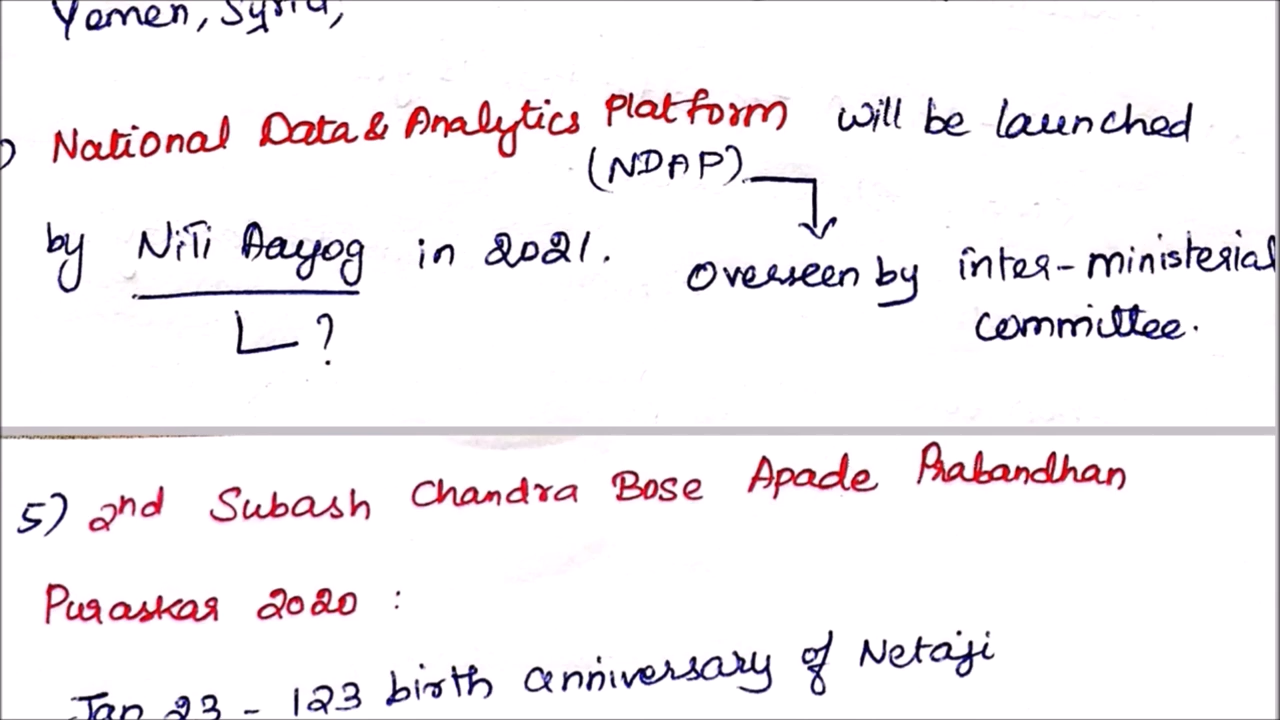 Yemen, Syria,
National Data & Analytics Platform will be launched
(NDAP)
by NiTi Aayog in 2021.
Overseen by inter-ministerial
committee.
?
5) 2nd Subash Chandra Bose Apade Prabandhan
Puraskar 2020 :
Jan 23 - 123 birth anniversary of Netaji